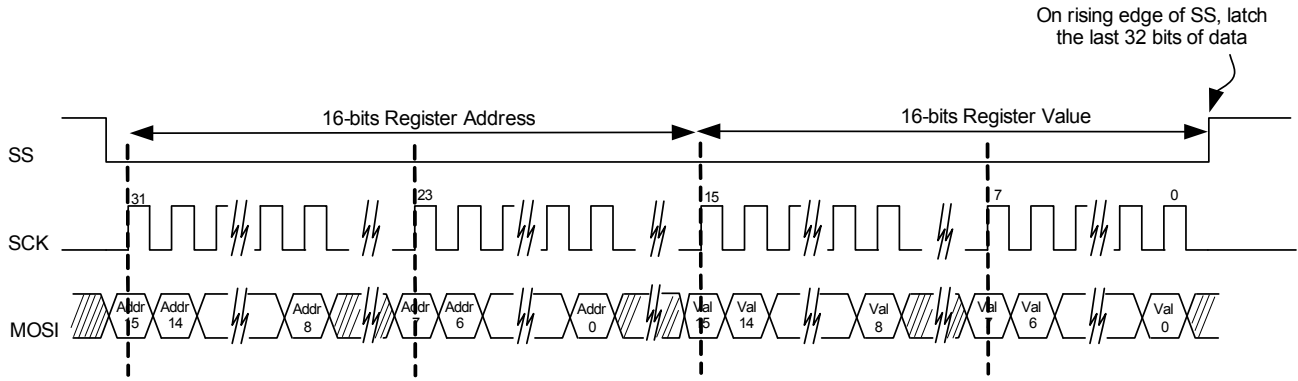 On rising edge of SS, latch
the last 32 bits of data
16-bits Register Address
16-bits Register Value
SS
31
23
15
7
0
SCK
Addr
15
Addr
14
Addr
8
Addr
7
Addr
6
Addr
0
Val
15
Val
14
Val
8
Val
7
Val
6
Val
0
MOSI